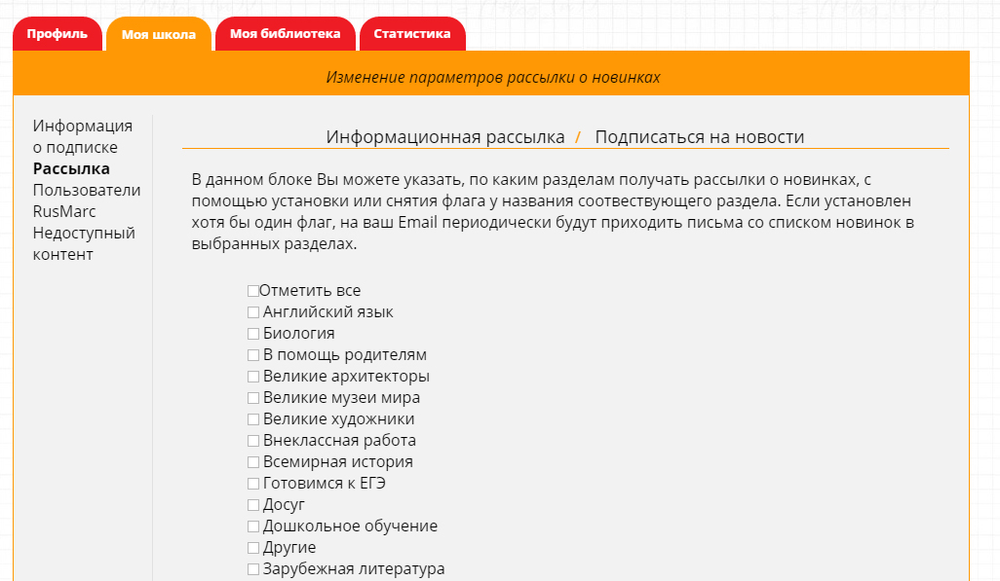 Профиль
Моя школа
Моя библиотека
Статистика
Изменение параметров рассылки о новинках
Информация
о подписке
Рассылка
Пользователи
RusMarc
Недоступный
контент
Информационная рассылка / Подписаться на новости
В данном блоке Вы можете указать, по каким разделам получать рассылки о новинках, с
помощью установки или снятия флага у названия соотвествующего раздела. Если установлен
хотя бы один флаг, на ваш Email периодически будут приходить письма со списком новинок в
выбранных разделах.
Отметить все
Английский язык
Биология
В помощь родителям
Великие архитекторы
Великие музеи мира
Великие художники
Внеклассная работа
Всемирная история
Готовимся к ЕГЭ
Досуг
Дошкольное обучение
Другие
Зарубежная литература